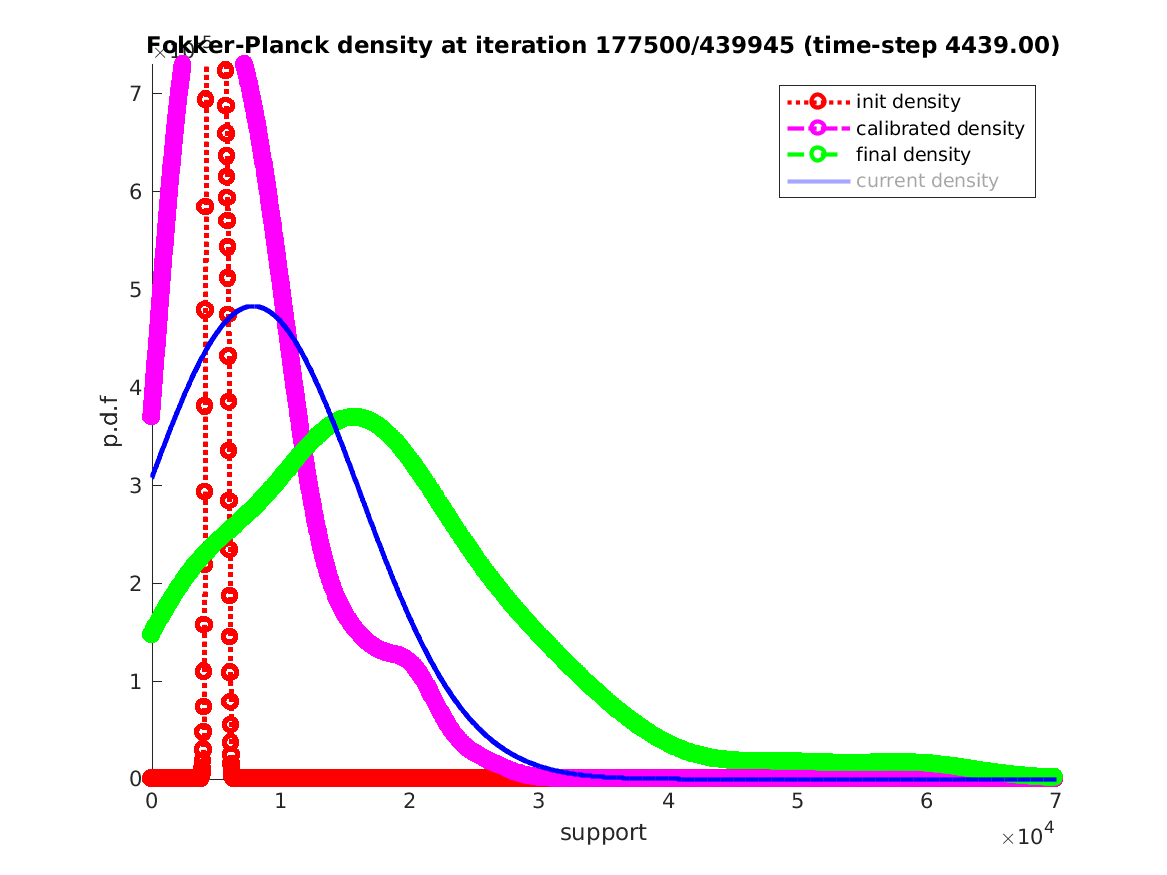 Fokker-Planck density at iteration 177500/439945 (time-step 4439.00)
init density
calibrated density
final density
current density
7
6
5
4
3
2
1
0
p.d.f
0 1 2 3 4 5 6 7
support
×10^4